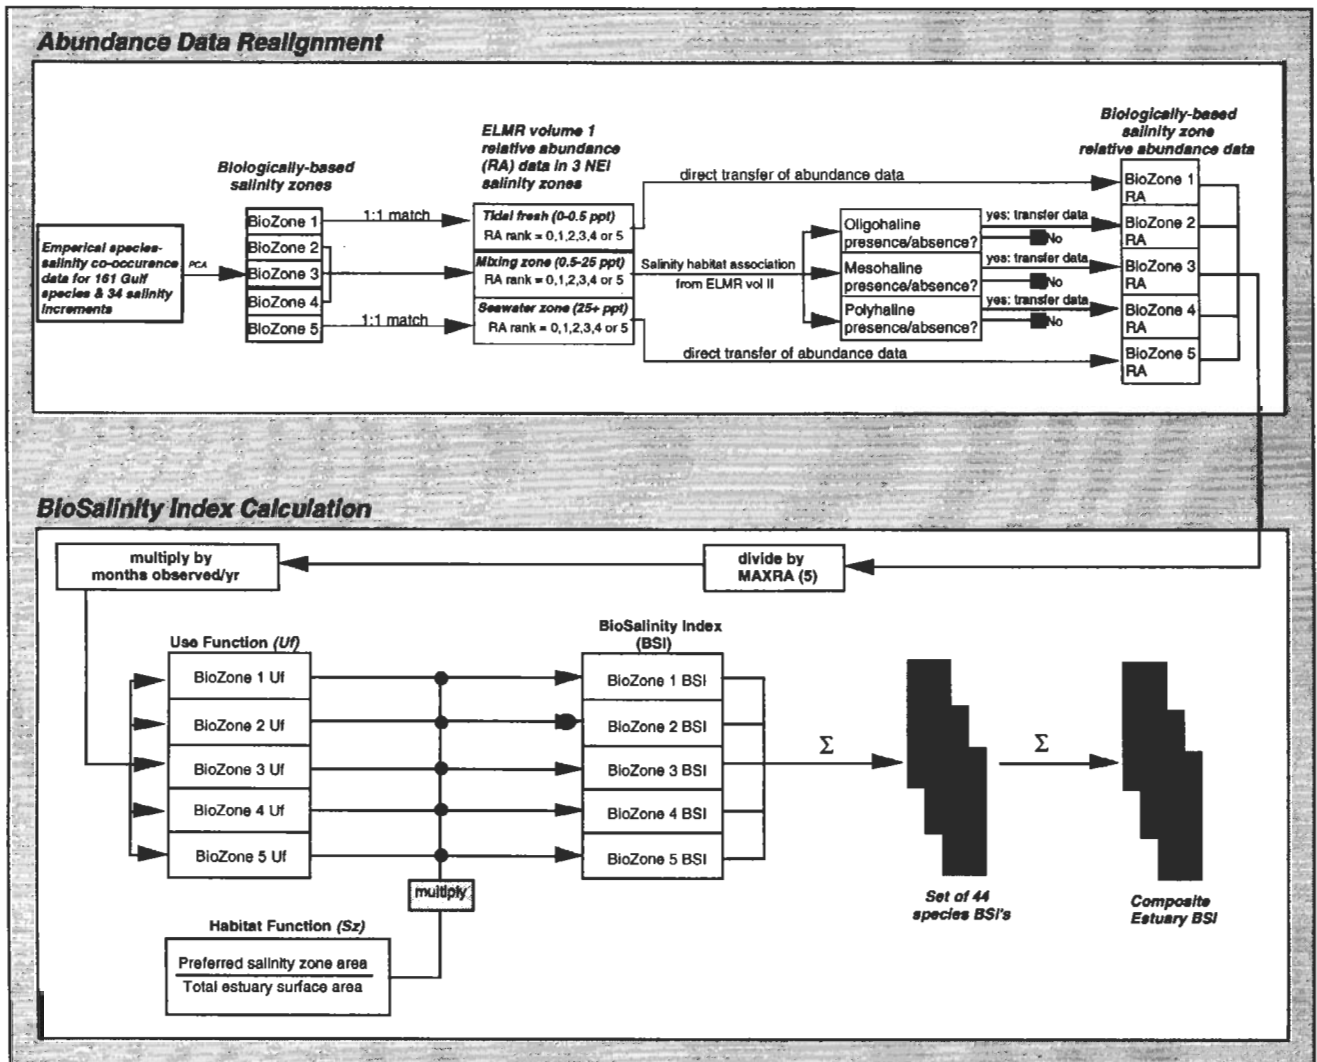 Abundance Data Realignment
Biologically-based
salinity zones
ELMR volume 1
relative abundance
(RA) data in 3 NEI
salinity zones
Biologically-based
salinity zone
relative abundance data
Emperical species-
salinity co-occurence
data for 161 Gulf
species & 34 salinity
increments
PCA
BioZone 1
BioZone 2
BioZone 3
BioZone 4
BioZone 5
1:1 match
1:1 match
Tidal fresh (0-0.5 ppt)
RA rank = 0,1,2,3,4 or 5
Mixing zone (0.5-25 ppt)
RA rank = 0,1,2,3,4 or 5
Seawater zone (25+ ppt)
RA rank = 0,1,2,3,4 or 5
direct transfer of abundance data
Salinity habitat association
from ELMR vol II
direct transfer of abundance data
Oligohaline
presence/absence?
Mesohaline
presence/absence?
Polyhaline
presence/absence?
yes: transfer data
No
yes: transfer data
No
yes: transfer data
No
BioZone 1
RA
BioZone 2
RA
BioZone 3
RA
BioZone 4
RA
BioZone 5
RA
BioSalinity Index Calculation
multiply by
months observed/yr
divide by
MAXRA (5)
Use Function (Uf)
BioZone 1 Uf
BioZone 2 Uf
BioZone 3 Uf
BioZone 4 Uf
BioZone 5 Uf
multiply
Habitat Function (Sz)
Preferred salinity zone area
Total estuary surface area
BioSalinity Index
(BSI)
BioZone 1 BSI
BioZone 2 BSI
BioZone 3 BSI
BioZone 4 BSI
BioZone 5 BSI
Σ
Σ
Set of 44
species BSI's
Composite
Estuary BSI